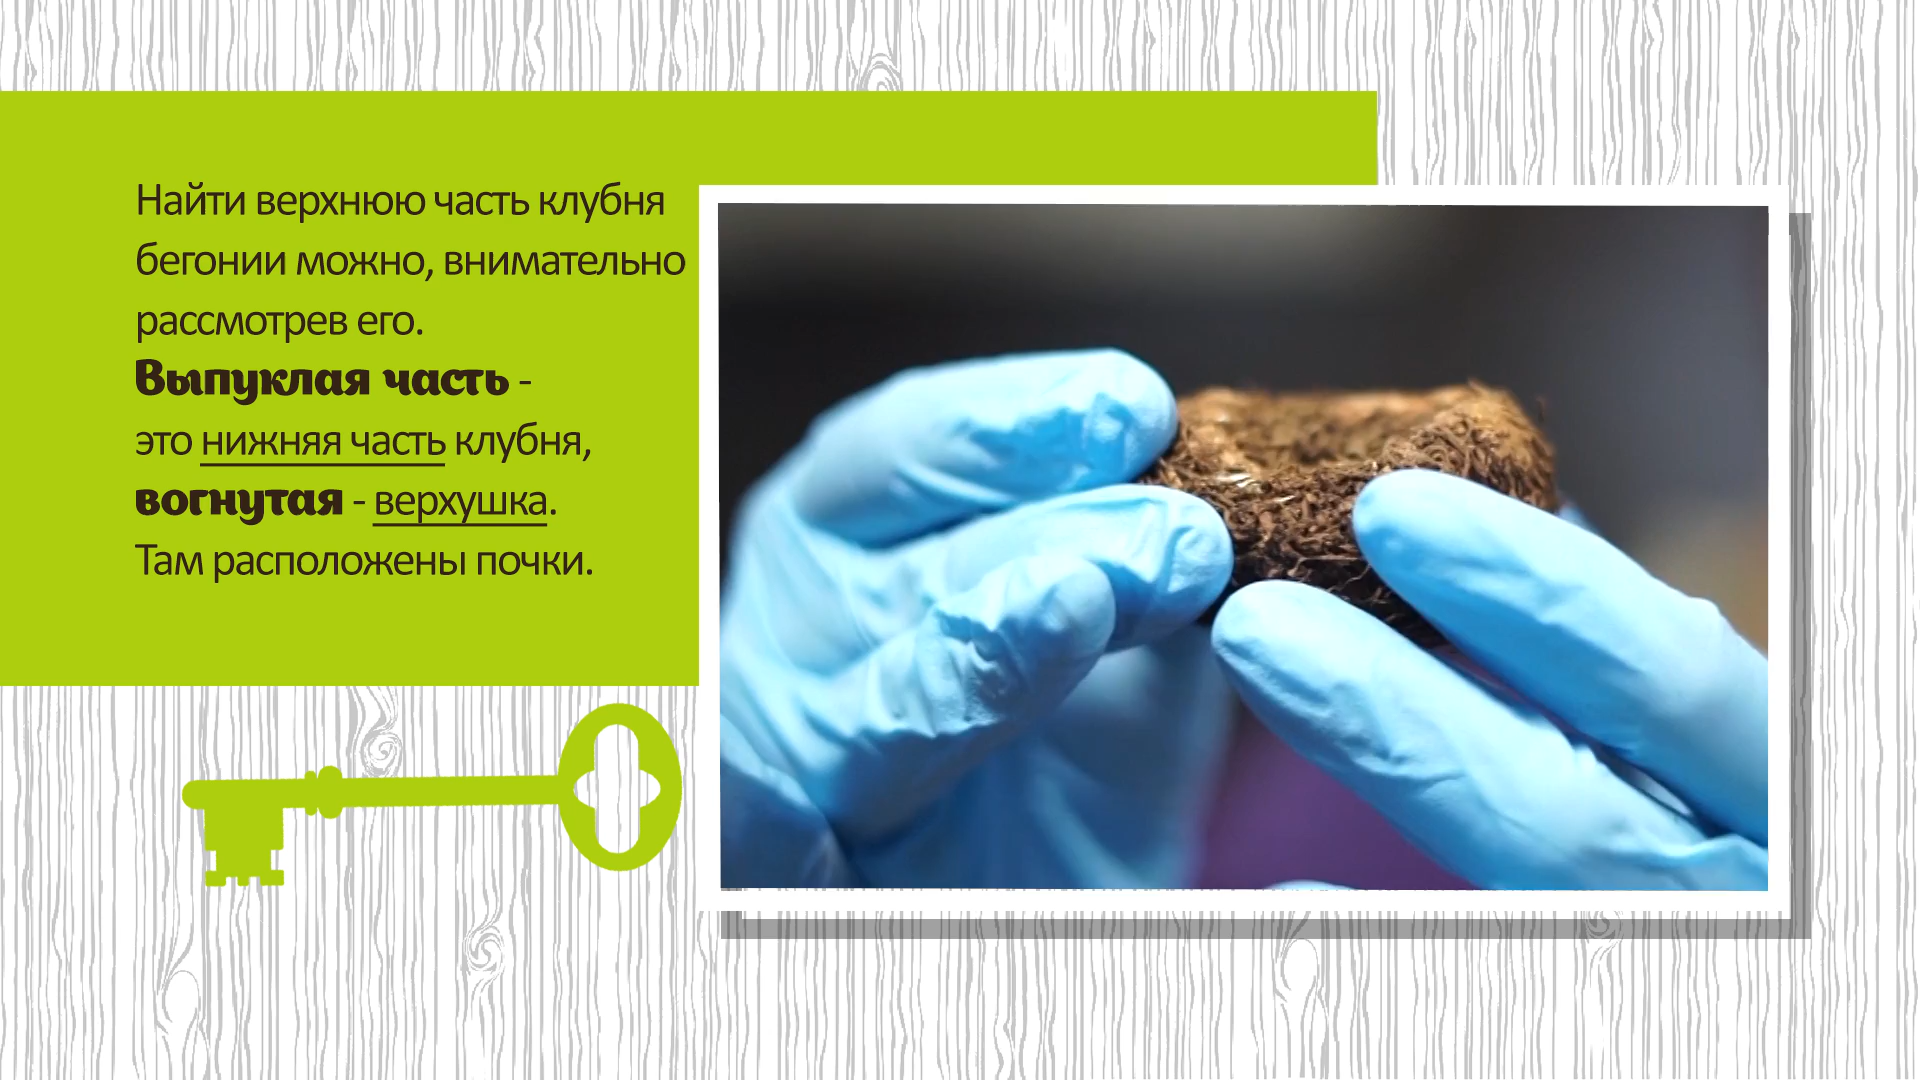 Найти верхнюю часть клубня
бегонии можно, внимательно
рассмотрев его.
Выпуклая часть -
это нижняя часть клубня,
вогнутая - верхушка.
Там расположены почки.